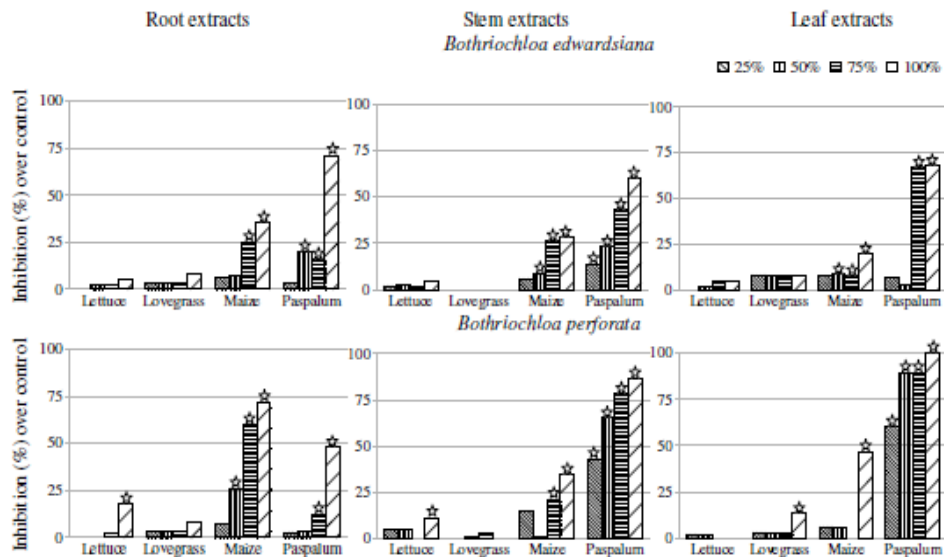 Root extracts Stem extracts Leaf extracts
Bothriochloa edwardsiana
25% 50% 75% 100%
Inhibition (%) over control
100 100 100
75 75 75
50 50 50
25 25 25
0 0 0
Lettuce Lovegrass Maize Paspalum Lettuce Lovegrass Maize Paspalum Lettuce Lovegrass Maize Paspalum
Bothriochloa perforata
Inhibition (%) over control
100 100 100
75 75 75
50 50 50
25 25 25
0 0 0
Lettuce Lovegrass Maize Paspalum Lettuce Lovegrass Maize Paspalum Lettuce Lovegrass Maize Paspalum